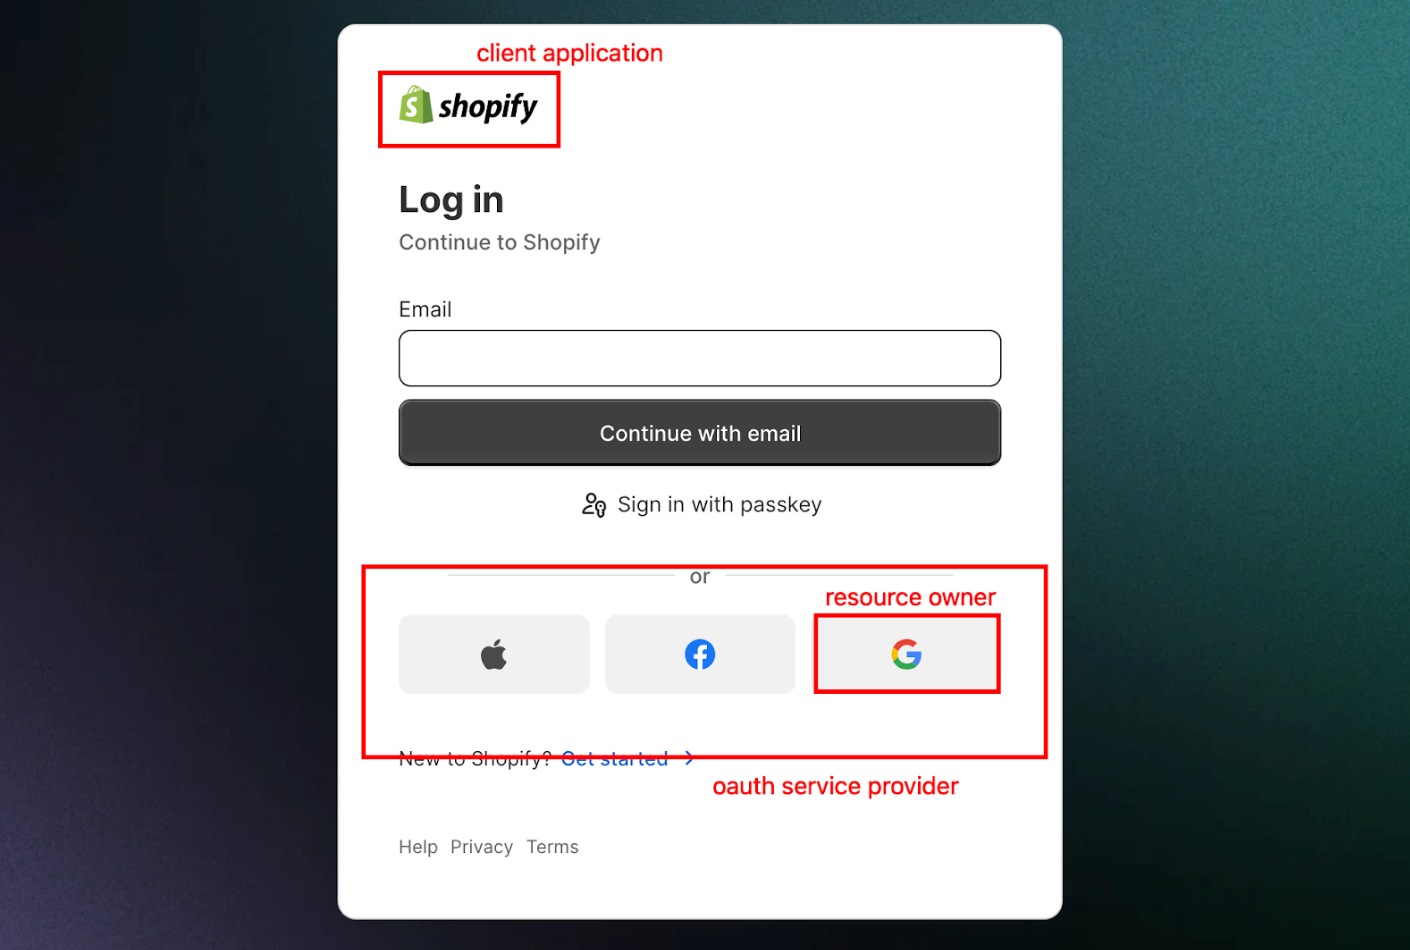 client application
shopify
Log in
Continue to Shopify
Email
Continue with email
Sign in with passkey
or
resource owner
New to Shopify? Get started
oauth service provider
Help Privacy Terms